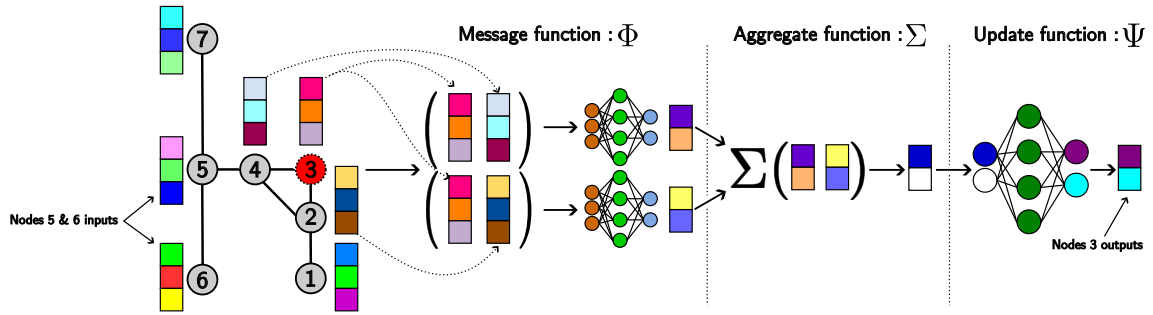 Message function : Φ
Aggregate function : Σ
Update function : Ψ
7
5
4
3
2
6
1
Nodes 5 & 6 inputs
( )
( )
Σ( )
Nodes 3 outputs